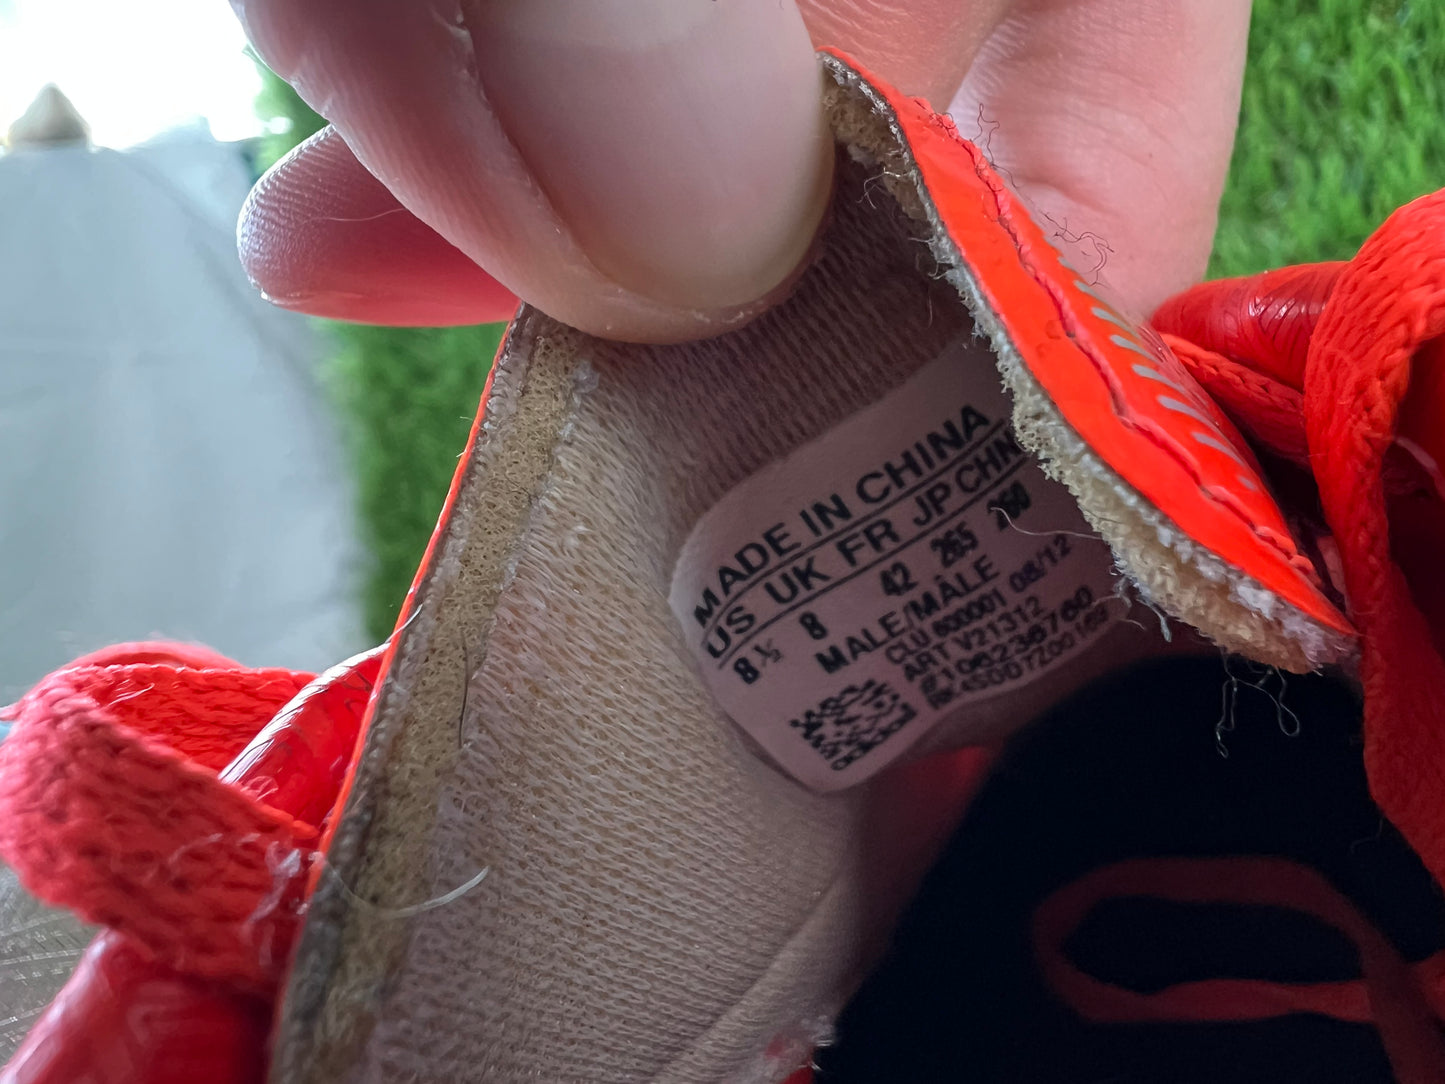 MADE IN CHINA
US UK FR JP CHN
8½ 8 42 265 260
MALE/MÂLE
CLU 600001 08/12
ART V21312